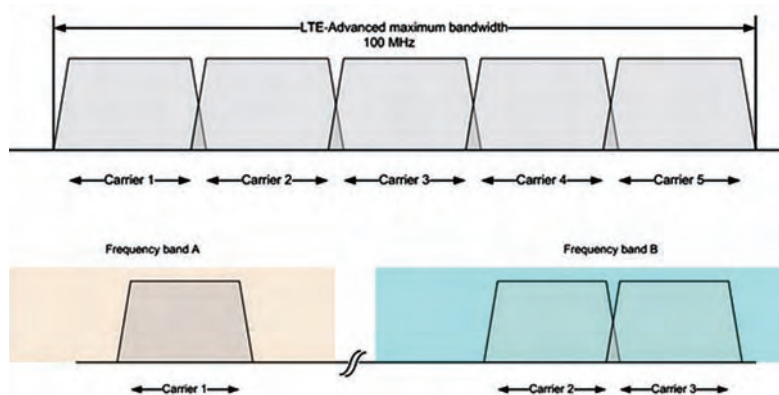 LTE-Advanced maximum bandwidth
100 MHz
Carrier 1
Carrier 2
Carrier 3
Carrier 4
Carrier 5
Frequency band A
Frequency band B
Carrier 1
Carrier 2
Carrier 3